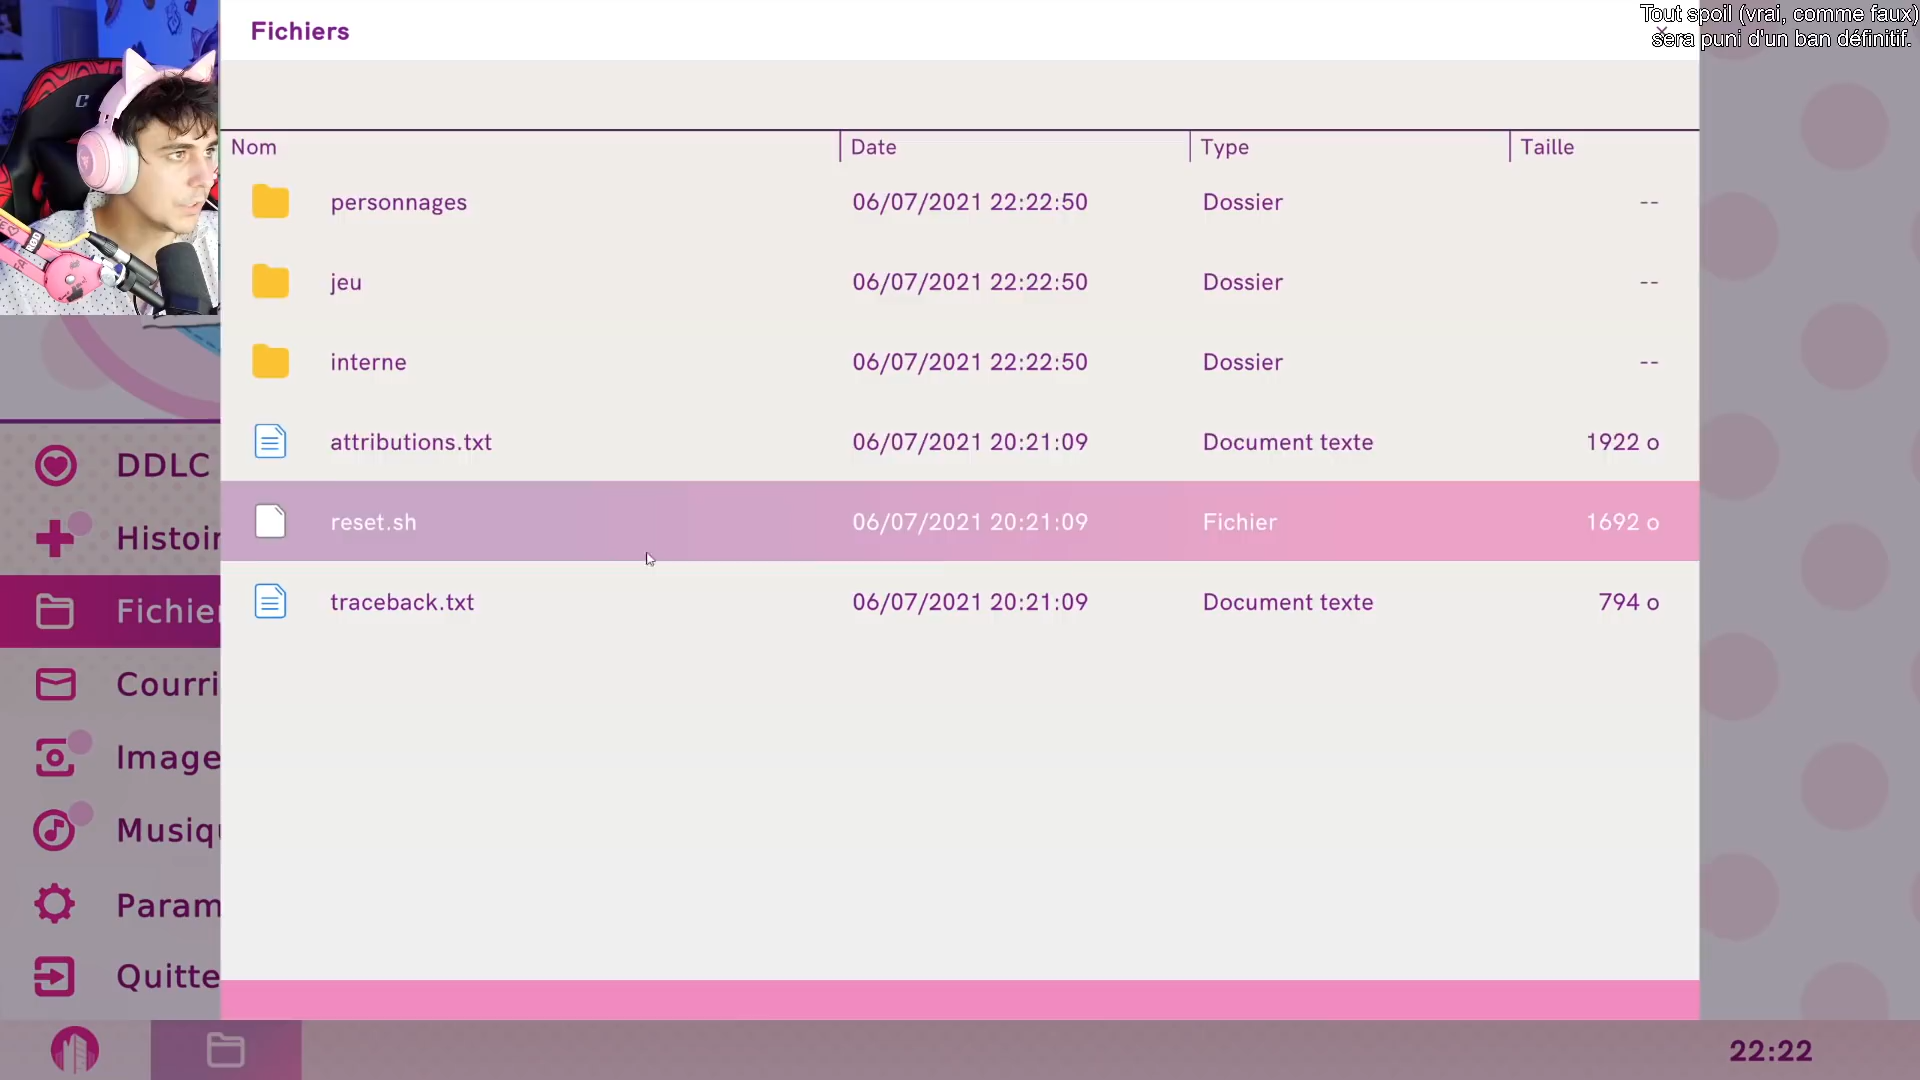 Fichiers
Tout spoil (vrai, comme faux)
sera puni d'un ban définitif.
Nom Date Type Taille
personnages 06/07/2021 22:22:50 Dossier --
jeu 06/07/2021 22:22:50 Dossier --
interne 06/07/2021 22:22:50 Dossier --
attributions.txt 06/07/2021 20:21:09 Document texte 1922 o
reset.sh 06/07/2021 20:21:09 Fichier 1692 o
traceback.txt 06/07/2021 20:21:09 Document texte 794 o
DDLC
Histoir
Fichier
Courri
Image
Musiq
Param
Quitte
22:22